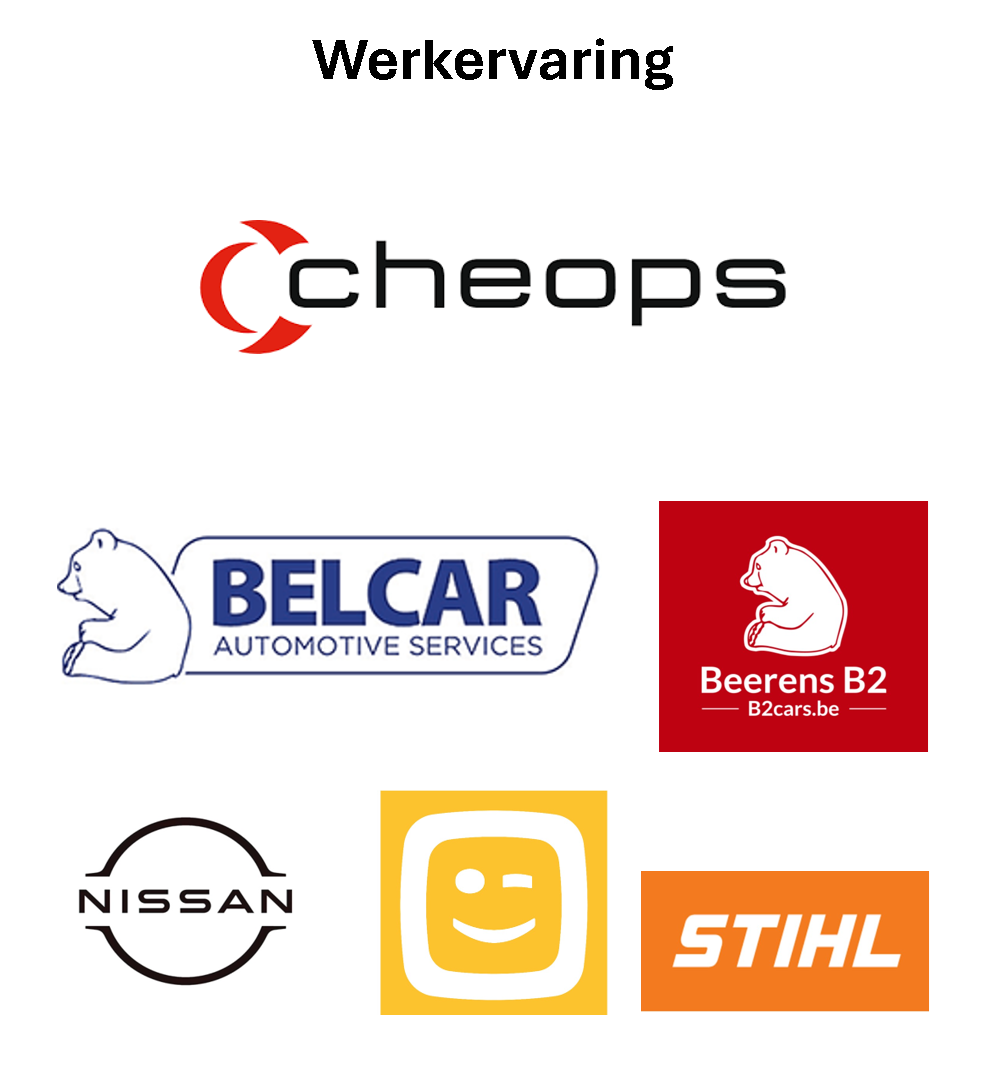 Werkervaring
cheops
BELCAR
AUTOMOTIVE SERVICES
Beerens B2
B2cars.be
NISSAN
STIHL